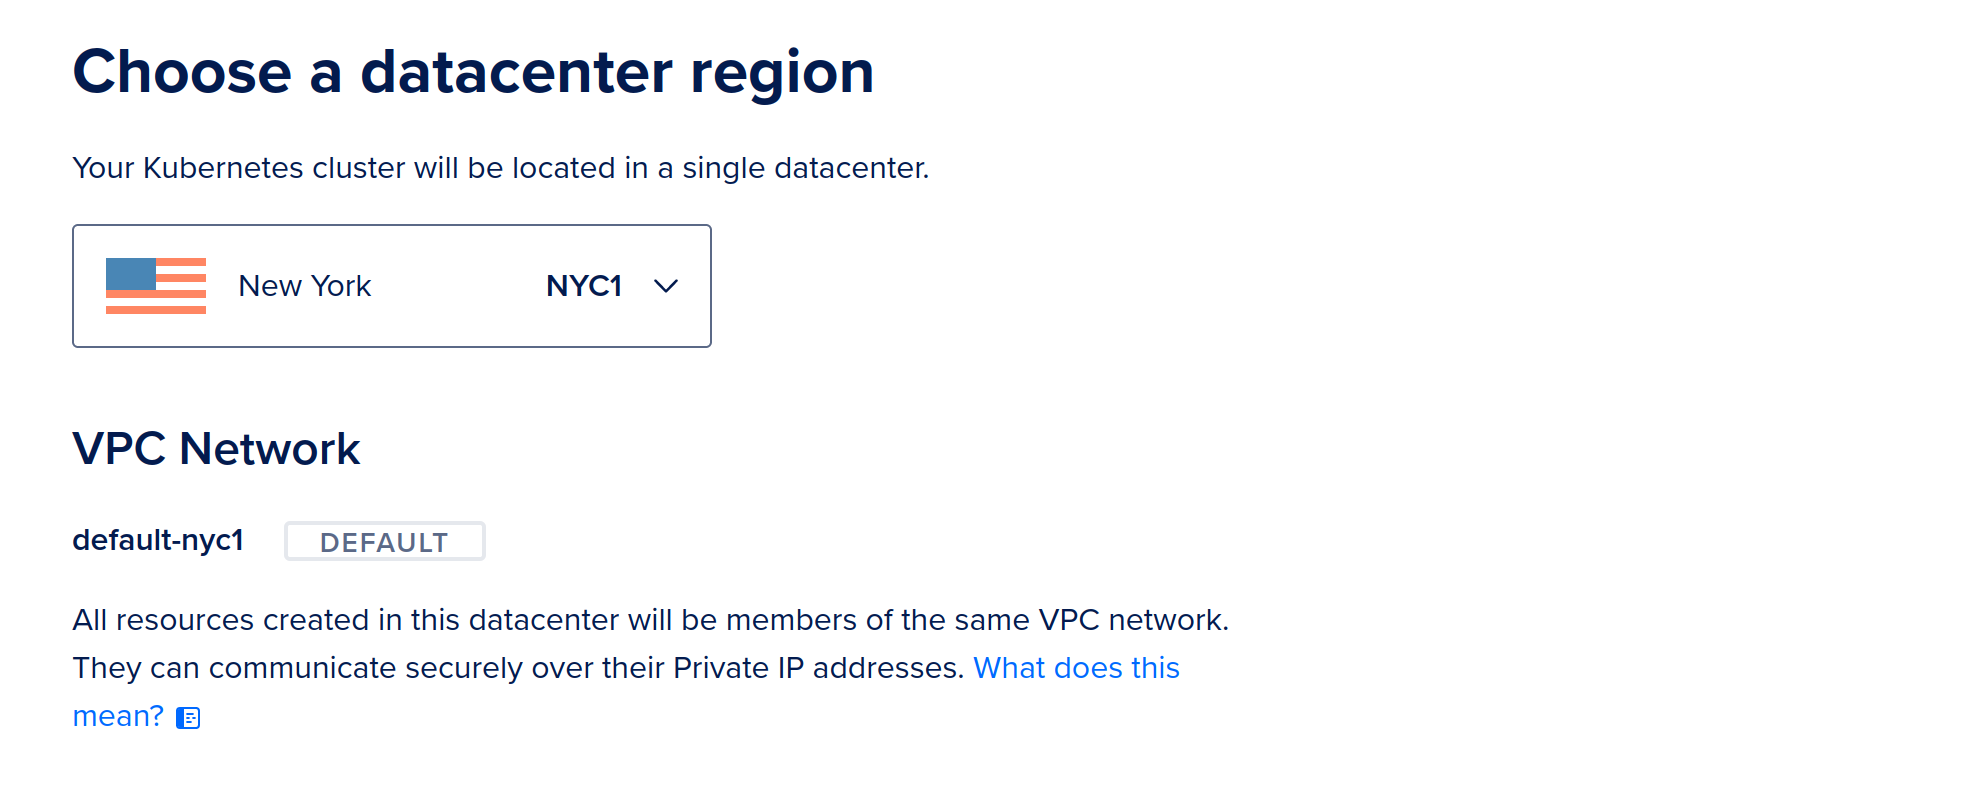 Choose a datacenter region
Your Kubernetes cluster will be located in a single datacenter.
New York NYC1
VPC Network
default-nyc1 DEFAULT
All resources created in this datacenter will be members of the same VPC network.
They can communicate securely over their Private IP addresses. What does this
mean?